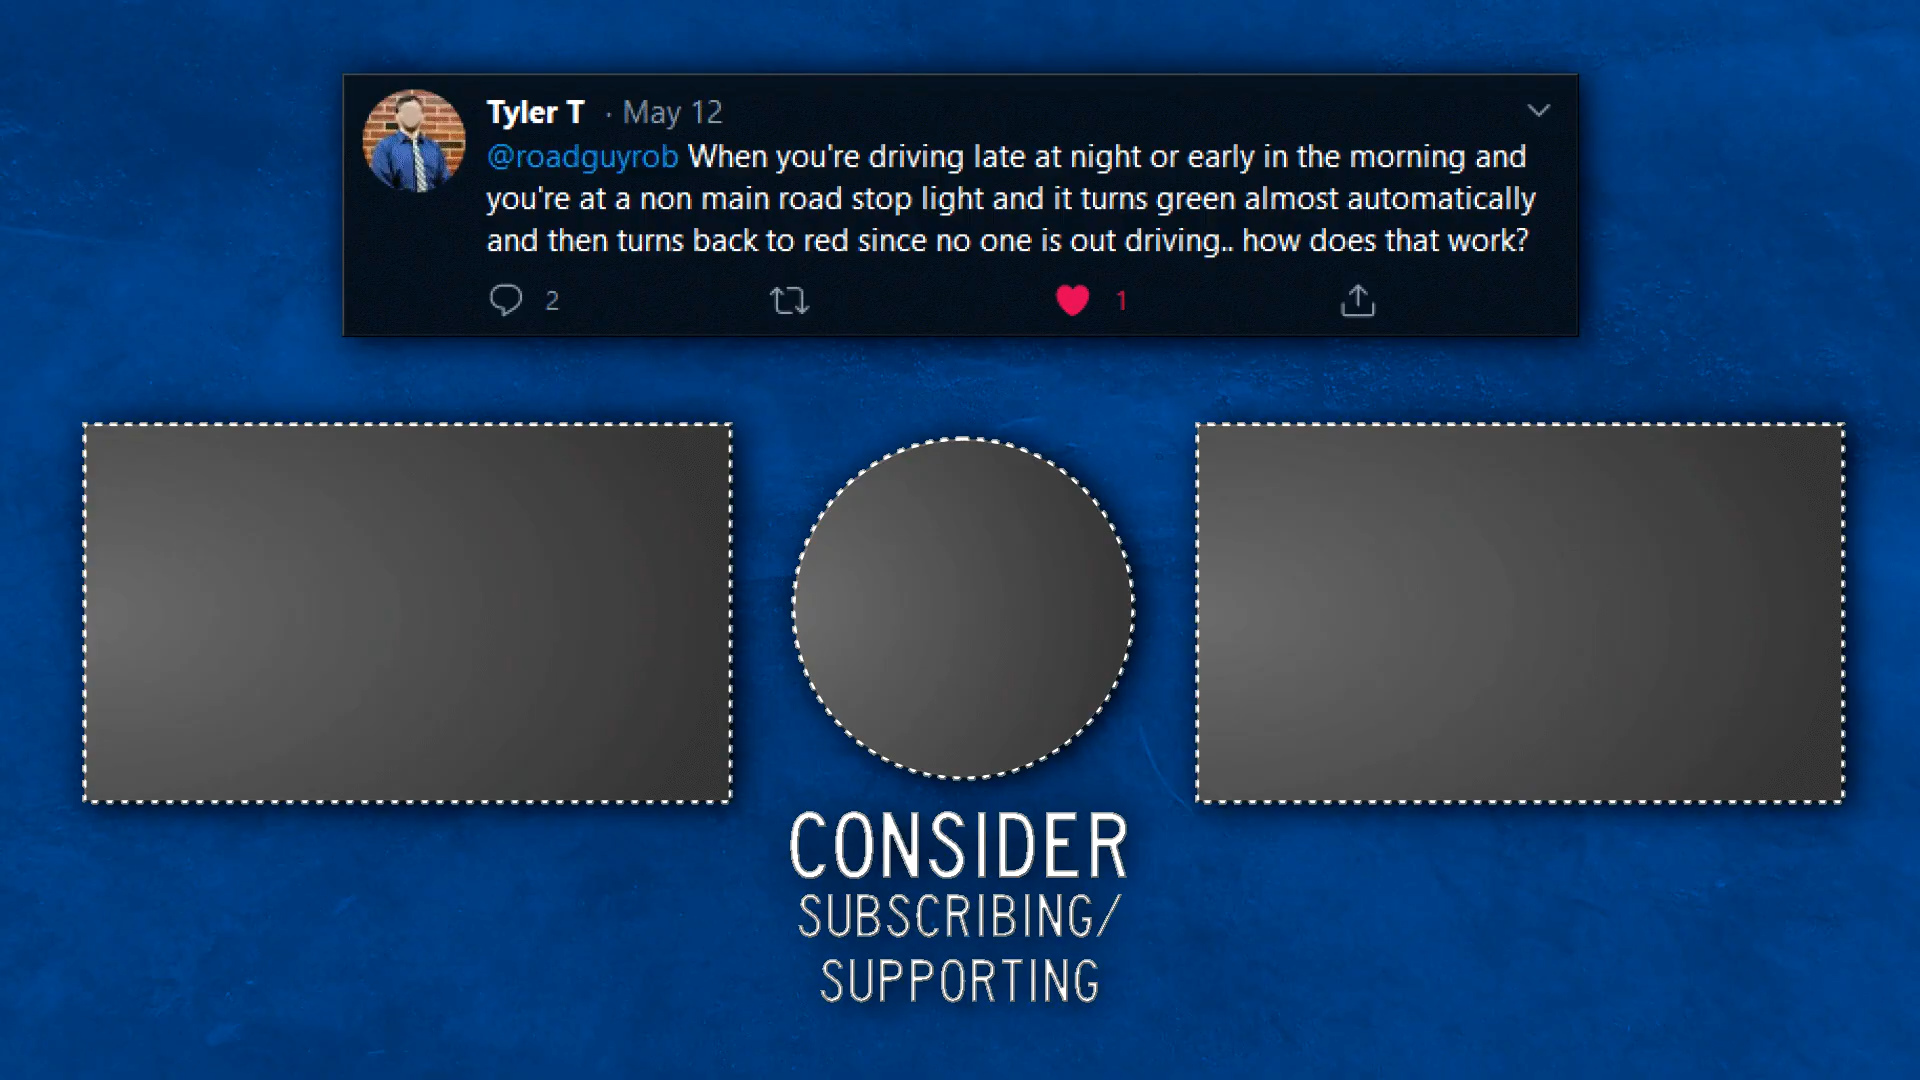 Tyler T · May 12
@roadguyrob When you're driving late at night or early in the morning and
you're at a non main road stop light and it turns green almost automatically
and then turns back to red since no one is out driving.. how does that work?
2 1
CONSIDER
SUBSCRIBING/
SUPPORTING